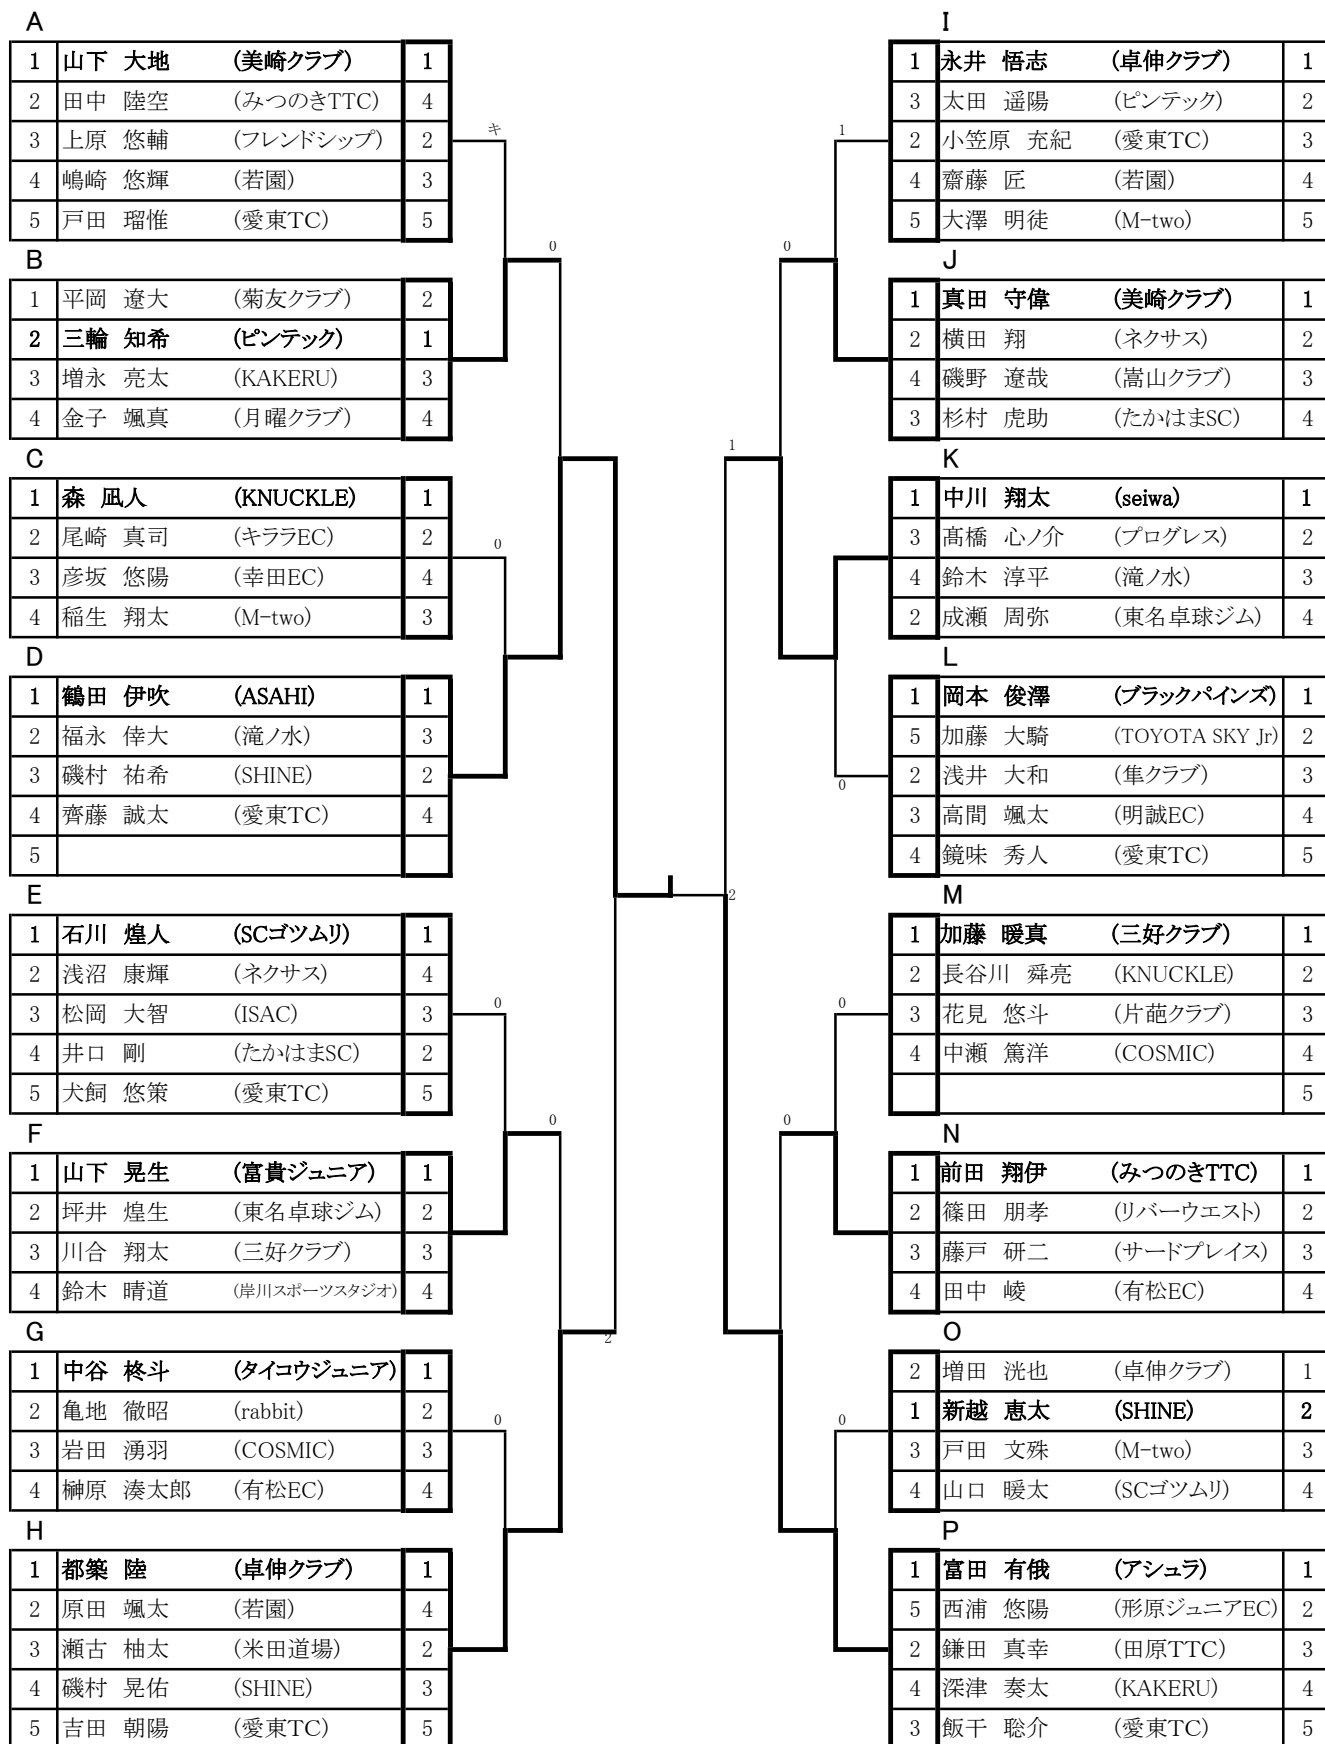 A
1 山下 大地 (美崎クラブ) 1
2 田中 陸空 (みつのきTTC) 4
3 上原 悠輔 (フレンドシップ) 2
4 嶋崎 悠輝 (若園) 3
5 戸田 瑠惟 (愛東TC) 5
キ
0
B
1 平岡 遼大 (菊友クラブ) 2
2 三輪 知希 (ピンテック) 1
3 増永 亮太 (KAKERU) 3
4 金子 颯真 (月曜クラブ) 4
C
1 森 凪人 (KNUCKLE) 1
2 尾崎 真司 (キララEC) 2
3 彦坂 悠陽 (幸田EC) 4
4 稲生 翔太 (M-two) 3
0
D
1 鶴田 伊吹 (ASAHI) 1
2 福永 倖大 (滝ノ水) 3
3 磯村 祐希 (SHINE) 2
4 齊藤 誠太 (愛東TC) 4
5
E
1 石川 煌人 (SCゴツムリ) 1
2 浅沼 康輝 (ネクサス) 4
3 松岡 大智 (ISAC) 3
4 井口 剛 (たかはまSC) 2
5 犬飼 悠策 (愛東TC) 5
0
0
F
1 山下 晃生 (富貴ジュニア) 1
2 坪井 煌生 (東名卓球ジム) 2
3 川合 翔太 (三好クラブ) 3
4 鈴木 晴道 (岸川スポーツスタジオ) 4
2
G
1 中谷 柊斗 (タイコウジュニア) 1
2 亀地 徹昭 (rabbit) 2
3 岩田 湧羽 (COSMIC) 3
4 榊原 湊太郎 (有松EC) 4
0
H
1 都築 陸 (卓伸クラブ) 1
2 原田 颯太 (若園) 4
3 瀬古 柚太 (米田道場) 2
4 磯村 晃佑 (SHINE) 3
5 吉田 朝陽 (愛東TC) 5
I
1 永井 悟志 (卓伸クラブ) 1
3 太田 遥陽 (ピンテック) 2
2 小笠原 充紀 (愛東TC) 3
4 齋藤 匠 (若園) 4
5 大澤 明徒 (M-two) 5
1
0
J
1 真田 守偉 (美崎クラブ) 1
2 横田 翔 (ネクサス) 2
4 磯野 遼哉 (嵩山クラブ) 3
3 杉村 虎助 (たかはまSC) 4
1
K
1 中川 翔太 (seiwa) 1
3 髙橋 心ノ介 (プログレス) 2
4 鈴木 淳平 (滝ノ水) 3
2 成瀬 周弥 (東名卓球ジム) 4
L
1 岡本 俊澤 (ブラックパインズ) 1
5 加藤 大騎 (TOYOTA SKY Jr) 2
2 浅井 大和 (隼クラブ) 3
3 高間 颯太 (明誠EC) 4
4 鏡味 秀人 (愛東TC) 5
0
2
M
1 加藤 暖真 (三好クラブ) 1
2 長谷川 舜亮 (KNUCKLE) 2
3 花見 悠斗 (片葩クラブ) 3
4 中瀬 篤洋 (COSMIC) 4
5
0
0
N
1 前田 翔伊 (みつのきTTC) 1
2 篠田 朋孝 (リバーウエスト) 2
3 藤戸 研二 (サードプレイス) 3
4 田中 崚 (有松EC) 4
O
2 増田 洸也 (卓伸クラブ) 1
1 新越 恵太 (SHINE) 2
3 戸田 文殊 (M-two) 3
4 山口 暖太 (SCゴツムリ) 4
0
P
1 富田 有俄 (アシュラ) 1
5 西浦 悠陽 (形原ジュニアEC) 2
2 鎌田 真幸 (田原TTC) 3
4 深津 奏太 (KAKERU) 4
3 飯干 聡介 (愛東TC) 5